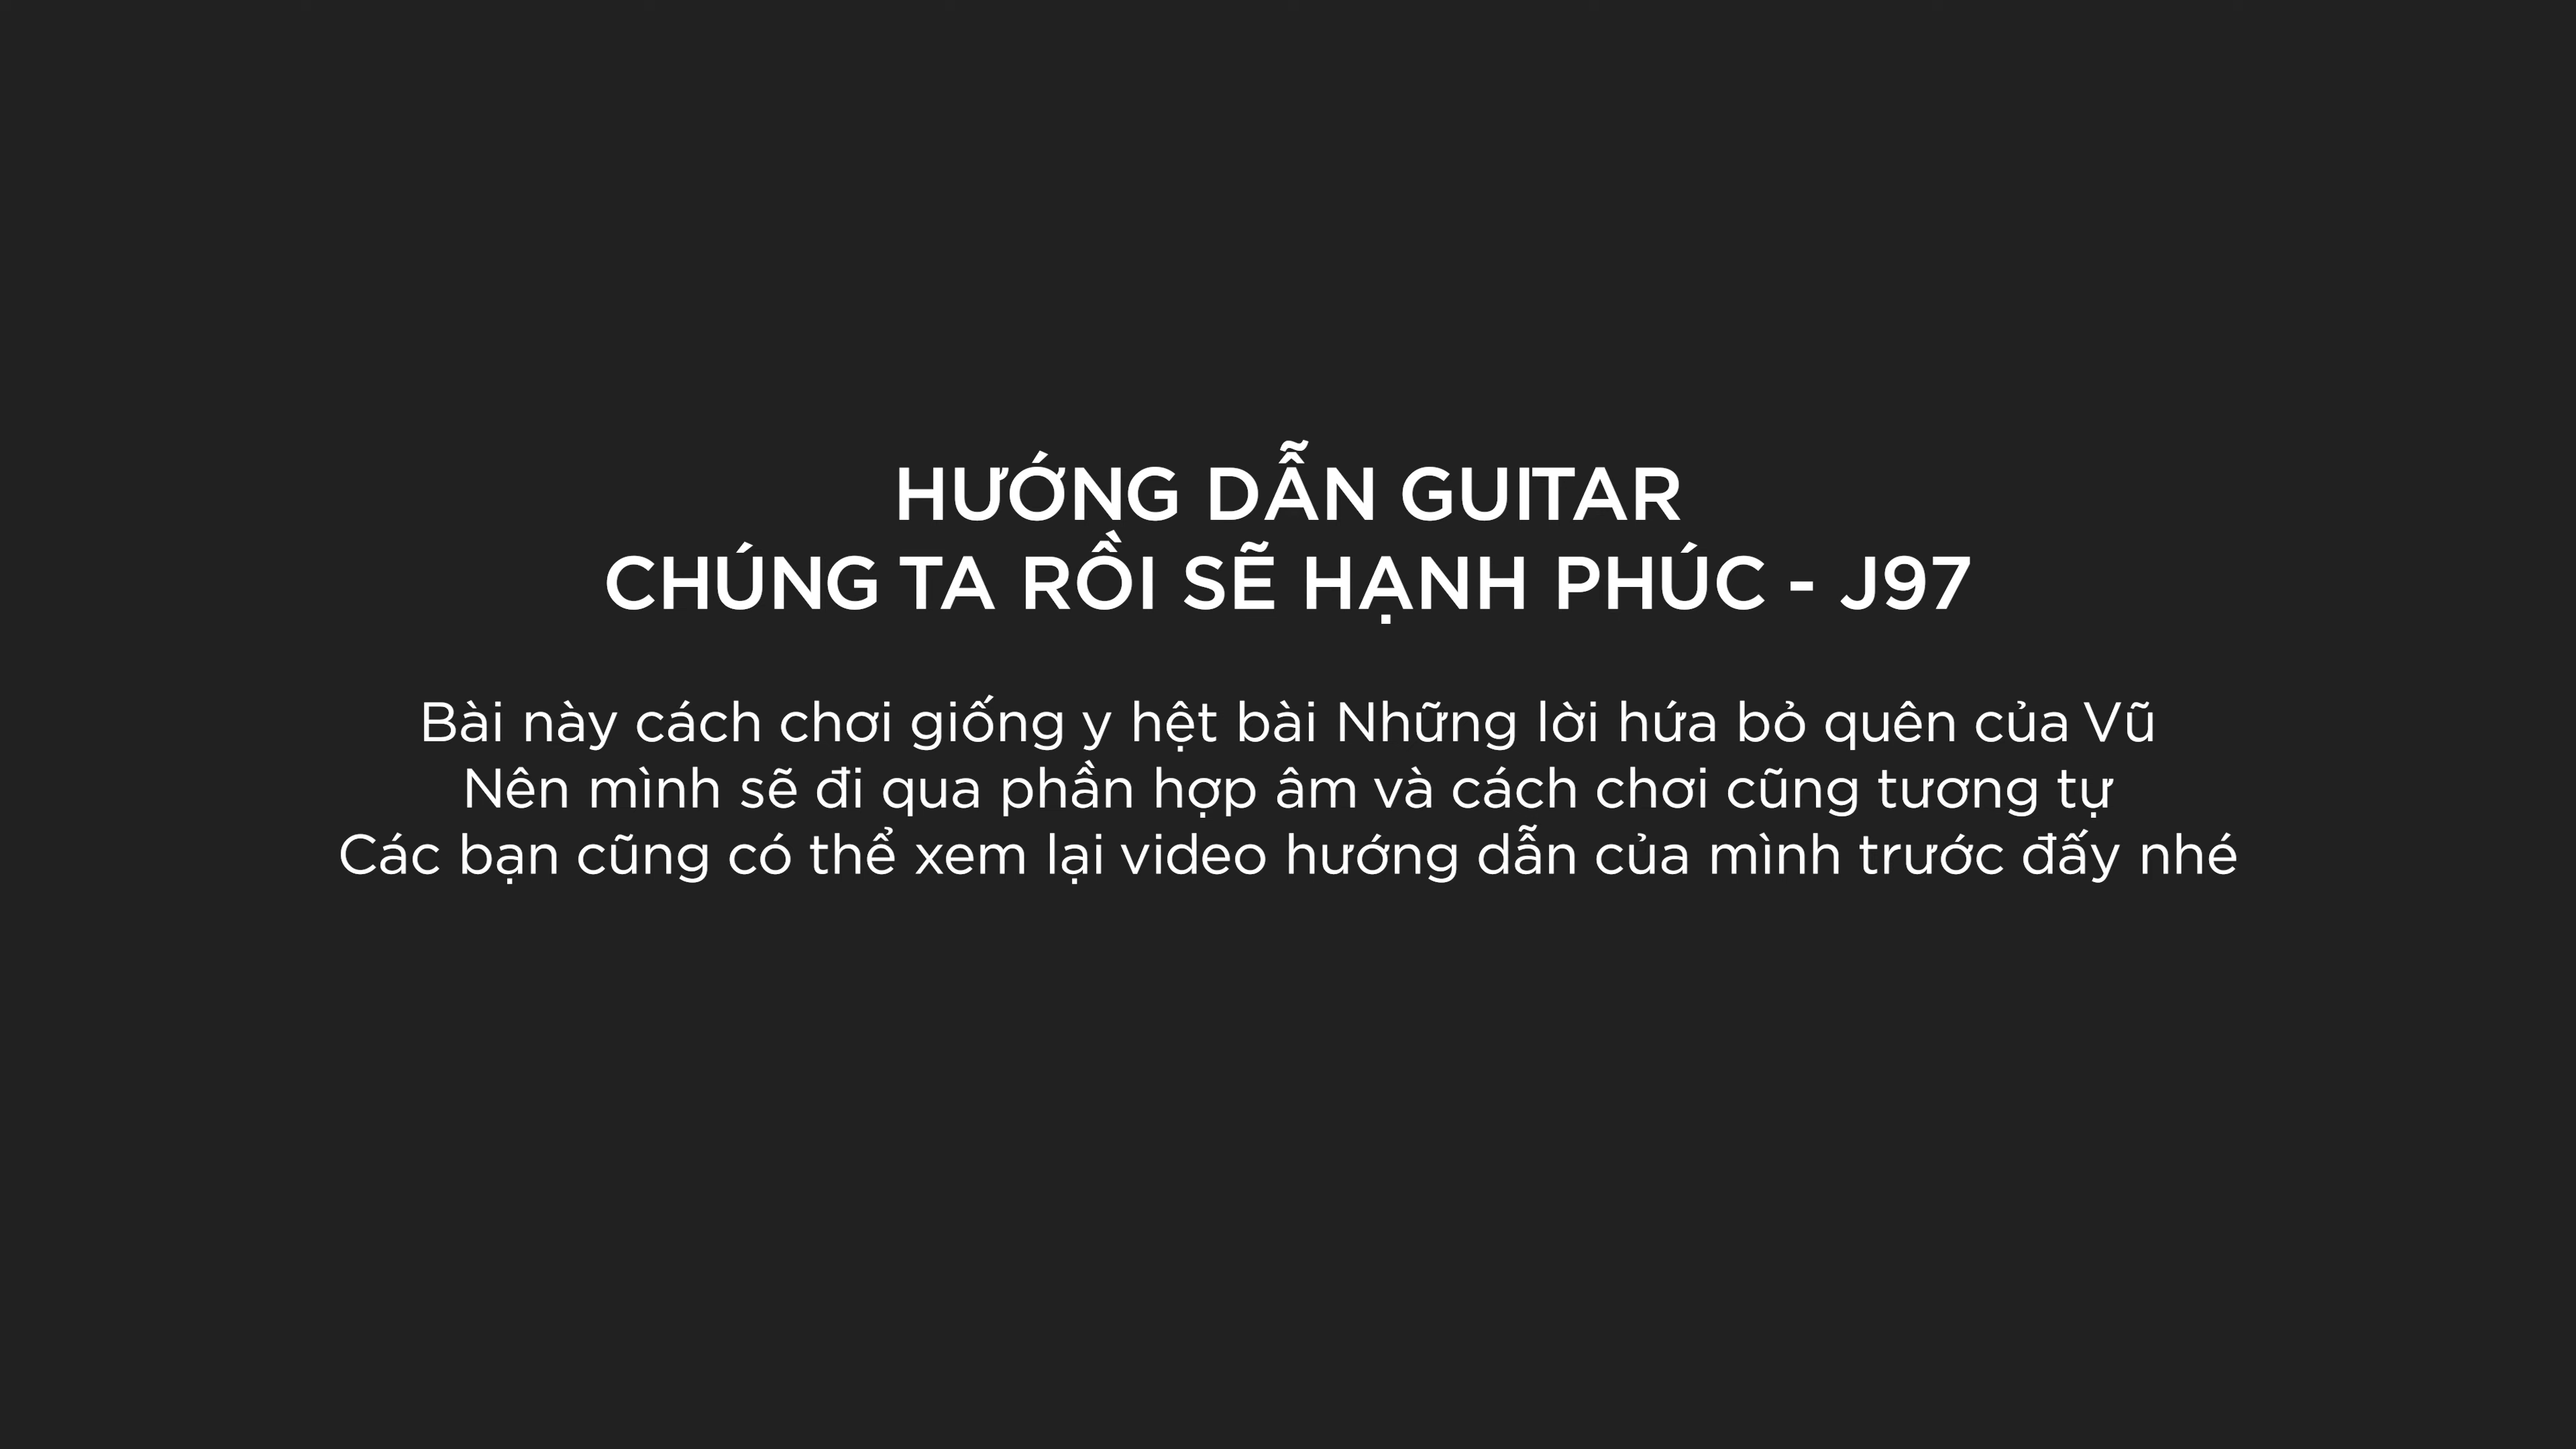 HƯỚNG DẪN GUITAR
CHÚNG TA RỒI SẼ HẠNH PHÚC - J97
Bài này cách chơi giống y hệt bài Những lời hứa bỏ quên của Vũ
Nên mình sẽ đi qua phần hợp âm và cách chơi cũng tương tự
Các bạn cũng có thể xem lại video hướng dẫn của mình trước đấy nhé